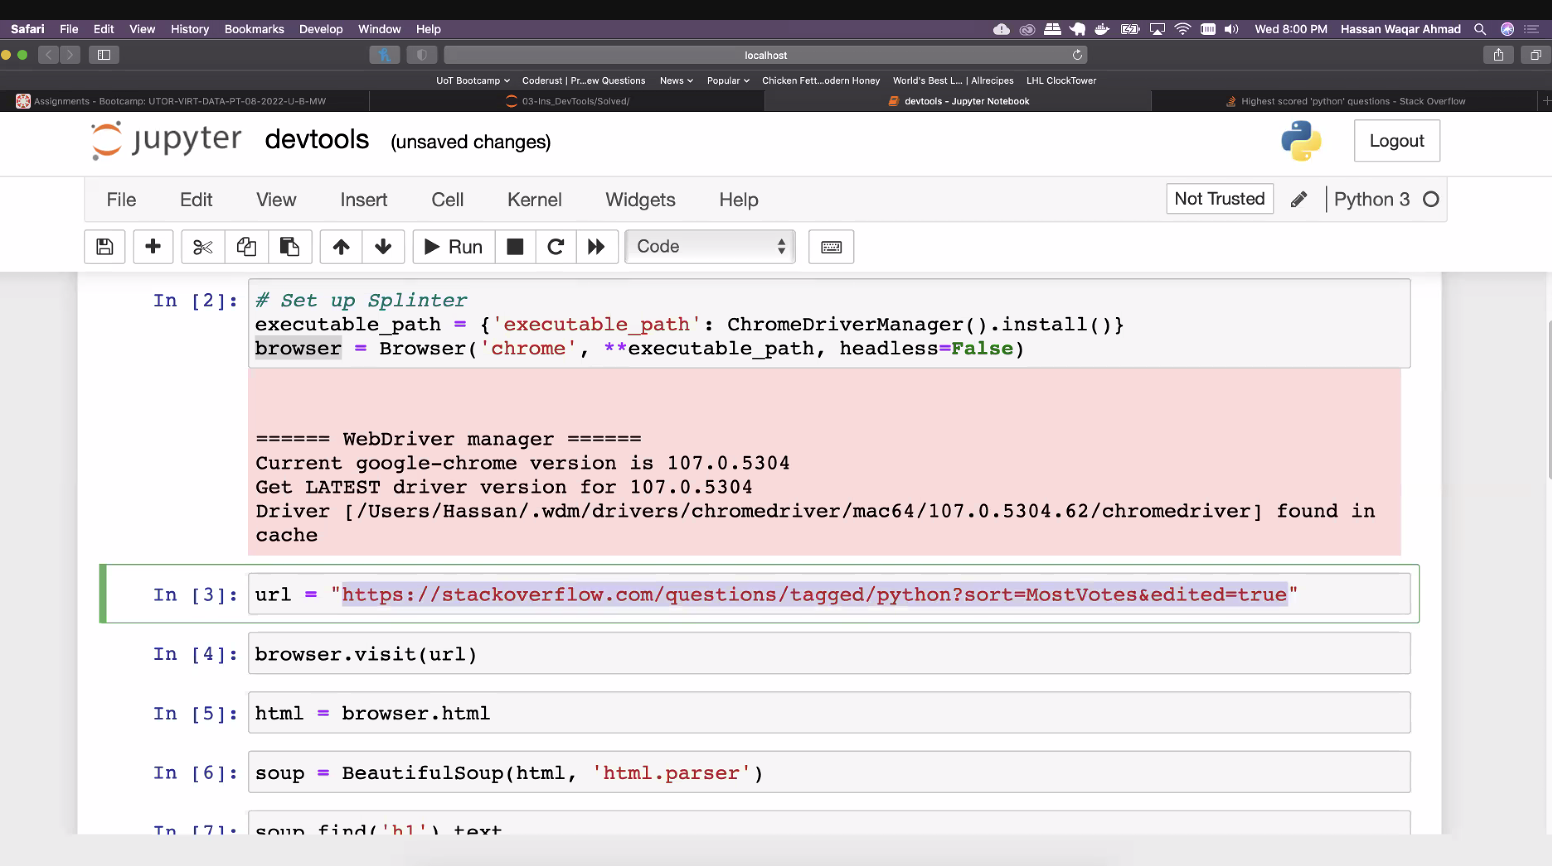 Safari File Edit View History Bookmarks Develop Window Help Wed 8:00 PM Hassan Waqar Ahmad
localhost
UoT Bootcamp Coderust | Pr...ew Questions News Popular Chicken Fett...odern Honey World's Best L... | Allrecipes LHL ClockTower
Assignments - Bootcamp: UTOR-VIRT-DATA-PT-08-2022-U-B-MW 03-Ins_DevTools/Solved/ devtools - Jupyter Notebook Highest scored 'python' questions - Stack Overflow
jupyter devtools (unsaved changes) Logout
File Edit View Insert Cell Kernel Widgets Help Not Trusted Python 3
Run Code
In [2]: # Set up Splinter
executable_path = {'executable_path': ChromeDriverManager().install()}
browser = Browser('chrome', **executable_path, headless=False)
====== WebDriver manager ======
Current google-chrome version is 107.0.5304
Get LATEST driver version for 107.0.5304
Driver [/Users/Hassan/.wdm/drivers/chromedriver/mac64/107.0.5304.62/chromedriver] found in
cache
In [3]: url = "https://stackoverflow.com/questions/tagged/python?sort=MostVotes&edited=true"
In [4]: browser.visit(url)
In [5]: html = browser.html
In [6]: soup = BeautifulSoup(html, 'html.parser')
In [7]: soup.find('h1').text